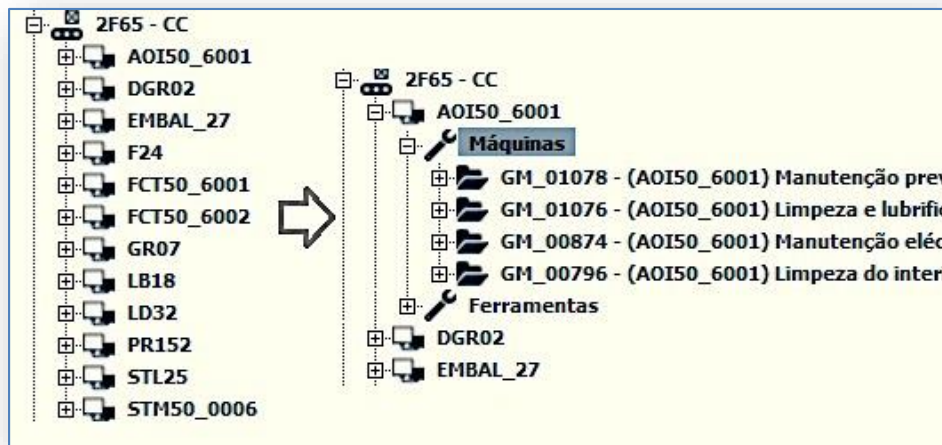 2F65 - CC
AOI50_6001
DGR02
EMBAL_27
F24
FCT50_6001
FCT50_6002
GR07
LB18
LD32
PR152
STL25
STM50_0006
2F65 - CC
AOI50_6001
Máquinas
GM_01078 - (AOI50_6001) Manutenção prev
GM_01076 - (AOI50_6001) Limpeza e lubrifi
GM_00874 - (AOI50_6001) Manutenção eléc
GM_00796 - (AOI50_6001) Limpeza do inter
Ferramentas
DGR02
EMBAL_27